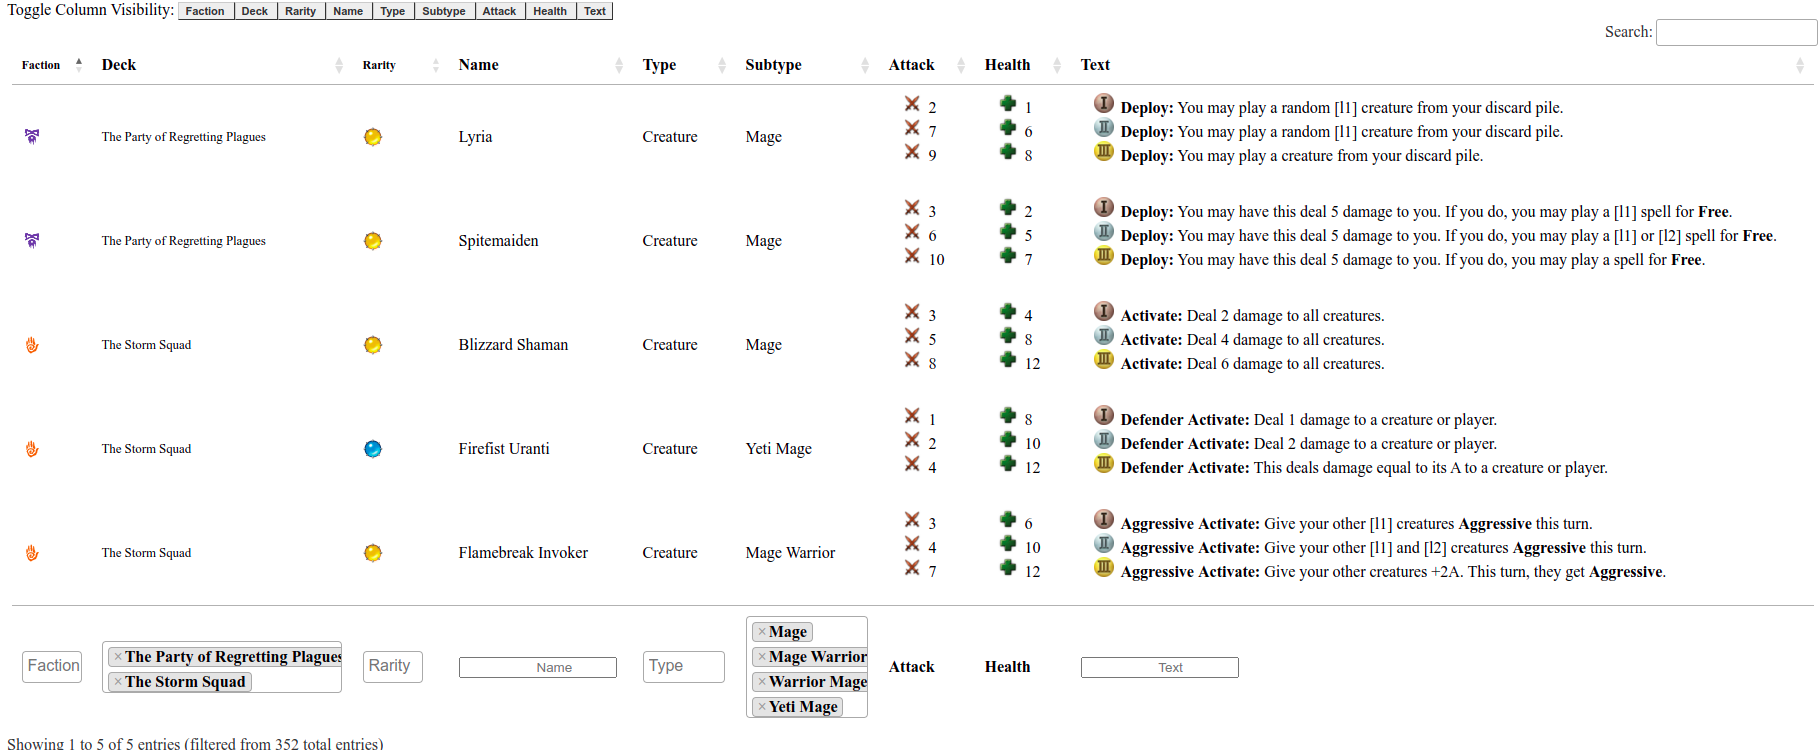 Toggle Column Visibility: Faction Deck Rarity Name Type Subtype Attack Health Text
Search:
Faction Deck Rarity Name Type Subtype Attack Health Text
2 1 I Deploy: You may play a random [l1] creature from your discard pile.
The Party of Regretting Plagues Lyria Creature Mage 7 6 II Deploy: You may play a random [l1] creature from your discard pile.
9 8 III Deploy: You may play a creature from your discard pile.
3 2 I Deploy: You may have this deal 5 damage to you. If you do, you may play a [l1] spell for Free.
The Party of Regretting Plagues Spitemaiden Creature Mage 6 5 II Deploy: You may have this deal 5 damage to you. If you do, you may play a [l1] or [l2] spell for Free.
10 7 III Deploy: You may have this deal 5 damage to you. If you do, you may play a spell for Free.
3 4 I Activate: Deal 2 damage to all creatures.
The Storm Squad Blizzard Shaman Creature Mage 5 8 II Activate: Deal 4 damage to all creatures.
8 12 III Activate: Deal 6 damage to all creatures.
1 8 I Defender Activate: Deal 1 damage to a creature or player.
The Storm Squad Firefist Uranti Creature Yeti Mage 2 10 II Defender Activate: Deal 2 damage to a creature or player.
4 12 III Defender Activate: This deals damage equal to its A to a creature or player.
3 6 I Aggressive Activate: Give your other [l1] creatures Aggressive this turn.
The Storm Squad Flamebreak Invoker Creature Mage Warrior 4 10 II Aggressive Activate: Give your other [l1] and [l2] creatures Aggressive this turn.
7 12 III Aggressive Activate: Give your other creatures +2A. This turn, they get Aggressive.
× Mage
Faction × The Party of Regretting Plagues Rarity Name Type × Mage Warrior Attack Health Text
× The Storm Squad × Warrior Mage
× Yeti Mage
Showing 1 to 5 of 5 entries (filtered from 352 total entries)